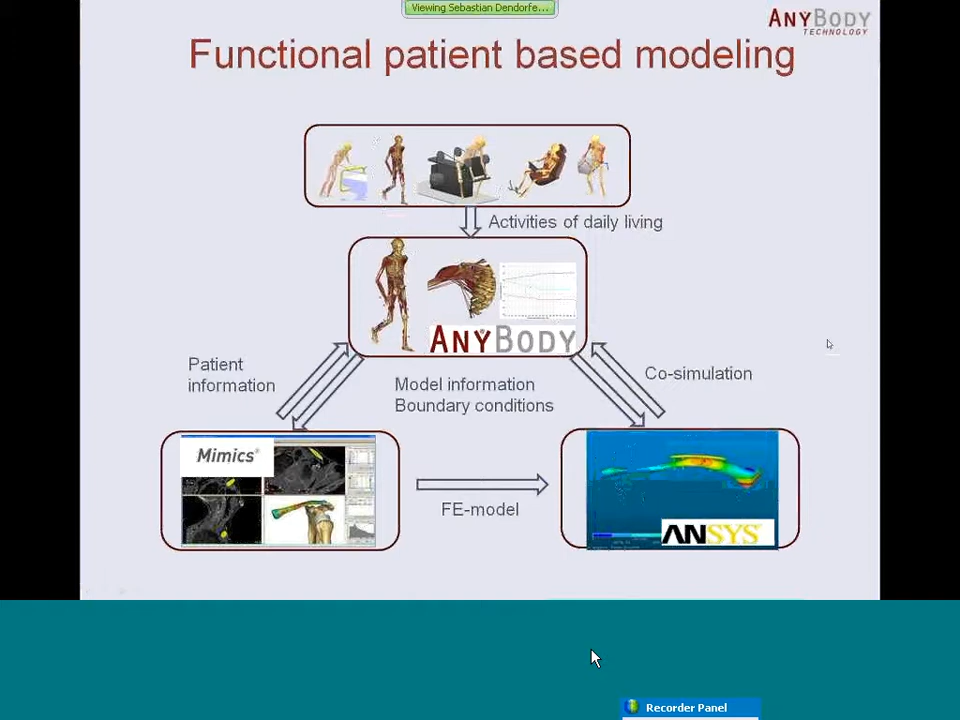 Viewing Sebastian Dendorfe...
ANYBODY
TECHNOLOGY
Functional patient based modeling
Activities of daily living
ANYBODY
Patient
information
Model information
Boundary conditions
Co-simulation
Mimics®
FE-model
ANSYS
Recorder Panel